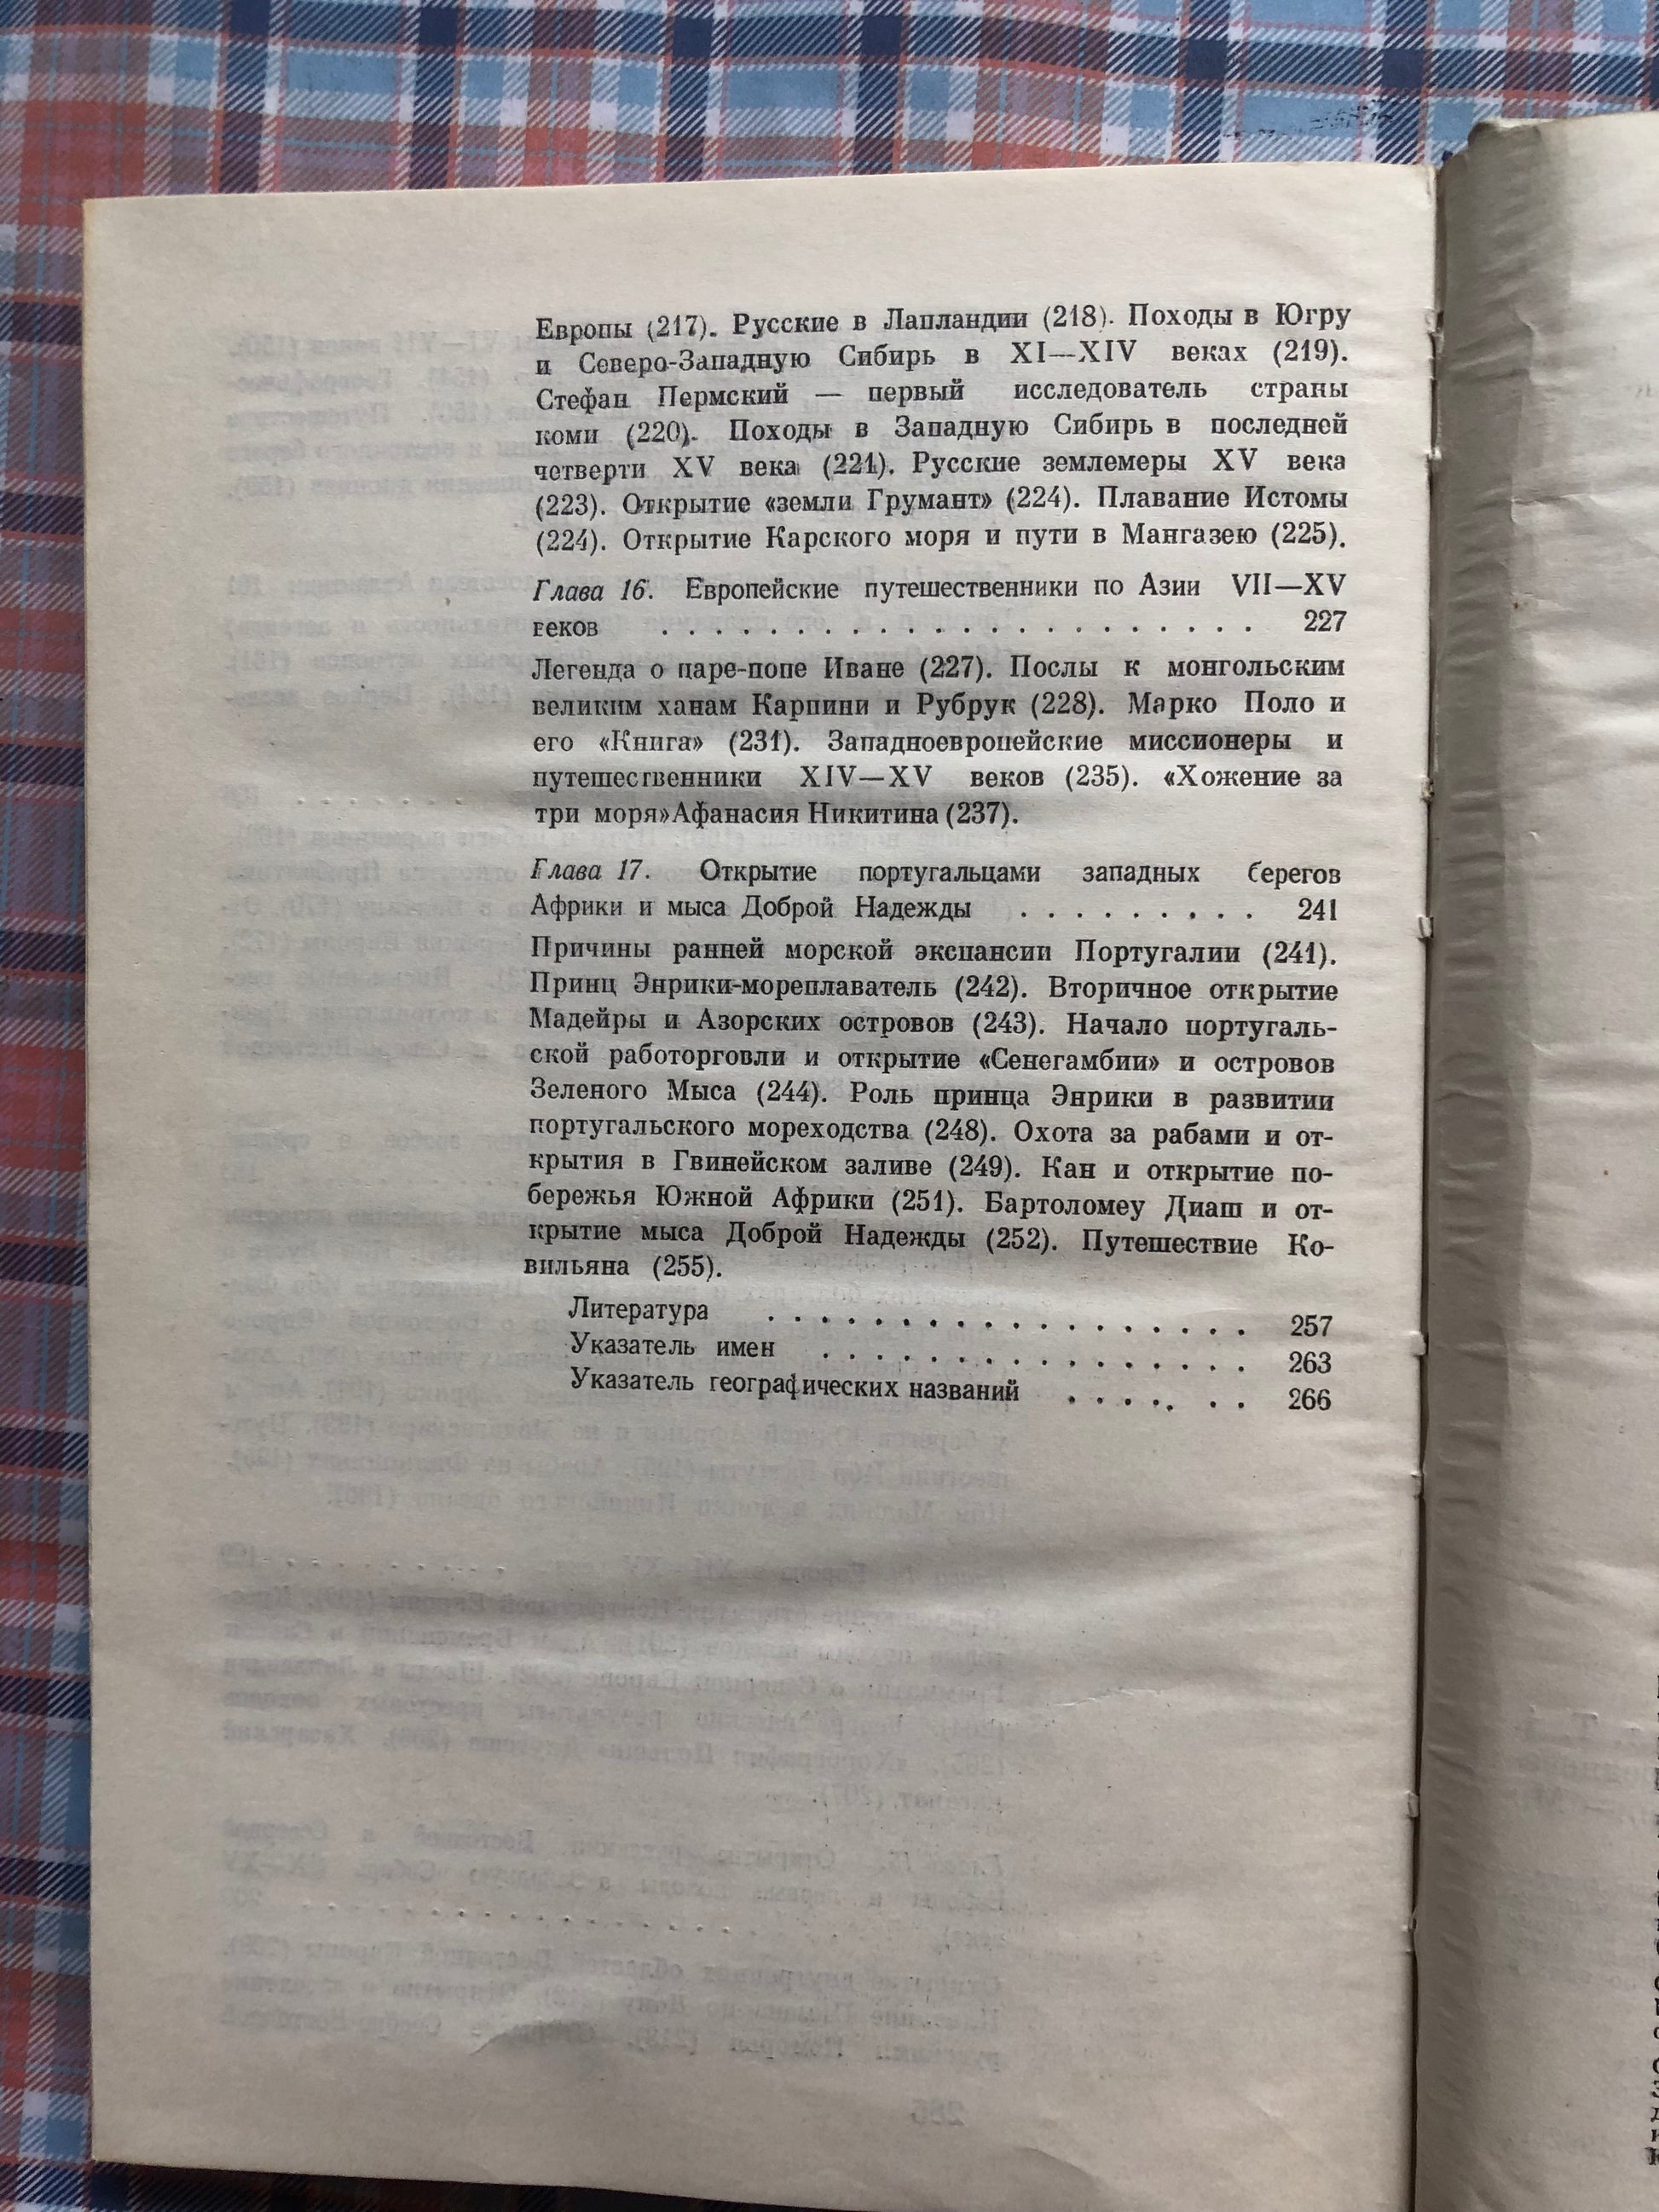 Европы (217). Русские в Лапландии (218). Походы в Югру
и Северо-Западную Сибирь в XI—XIV веках (219).
Стефан Пермский — первый исследователь страны
коми (220). Походы в Западную Сибирь в последней
четверти XV века (221). Русские землемеры XV века
(223). Открытие «земли Грумант» (224). Плавание Истомы
(224). Открытие Карского моря и пути в Мангазею (225).
Глава 16. Европейские путешественники по Азии VII—XV
веков . . . . . . . . . . . . . . . . . . . . . . 227
Легенда о царе-попе Иване (227). Послы к монгольским
великим ханам Карпини и Рубрук (228). Марко Поло и
его «Книга» (231). Западноевропейские миссионеры и
путешественники XIV—XV веков (235). «Хожение за
три моря»Афанасия Никитина (237).
Глава 17. Открытие португальцами западных берегов
Африки и мыса Доброй Надежды . . . . . . . . . 241
Причины ранней морской экспансии Португалии (241).
Принц Энрики-мореплаватель (242). Вторичное открытие
Мадейры и Азорских островов (243). Начало португаль-
ской работорговли и открытие «Сенегамбии» и островов
Зеленого Мыса (244). Роль принца Энрики в развитии
португальского мореходства (248). Охота за рабами и от-
крытия в Гвинейском заливе (249). Кан и открытие по-
бережья Южной Африки (251). Бартоломеу Диаш и от-
крытие мыса Доброй Надежды (252). Путешествие Ко-
вильяна (255).
Литература . . . . . . . . . . . . . . . . . . 257
Указатель имен . . . . . . . . . . . . . . . . 263
Указатель географических названий . . . . . . . 266